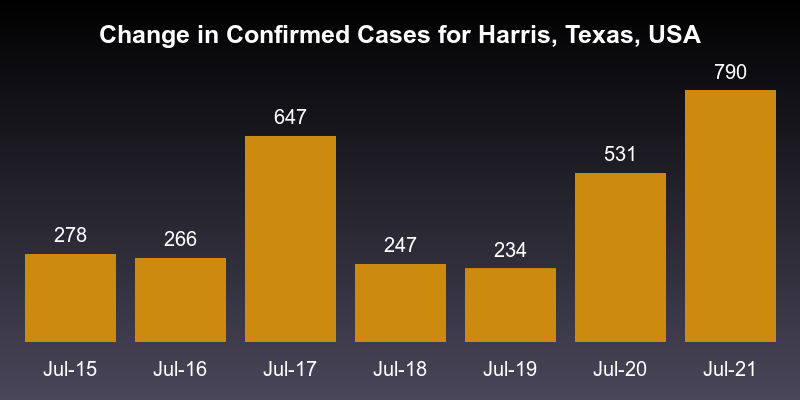 Change in Confirmed Cases for Harris, Texas, USA
278 266 647 247 234 531 790
Jul-15 Jul-16 Jul-17 Jul-18 Jul-19 Jul-20 Jul-21